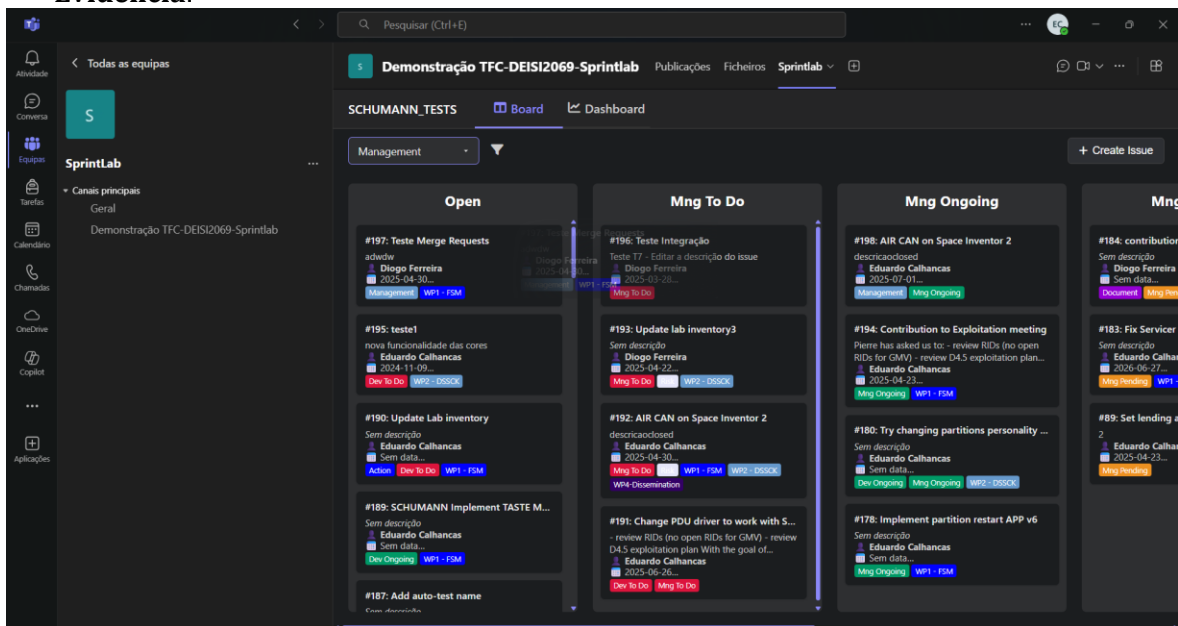 Evidência:
Pesquisar (Ctrl+E)
EC
Atividade
Conversa
Equipas
Tarefas
Calendário
Chamadas
OneDrive
Copilot
Aplicações
Todas as equipas
S
SprintLab
Canais principais
Geral
Demonstração TFC-DEISI2069-Sprintlab
S
Demonstração TFC-DEISI2069-Sprintlab Publicações Ficheiros Sprintlab
SCHUMANN_TESTS Board Dashboard
Management
+ Create Issue
Open
#197: Teste Merge Requests
adwdw
Diogo Ferreira
2025-04-30...
Management WP1 - FSM
#195: teste1
nova funcionalidade das cores
Eduardo Calhancas
2024-11-09...
Dev To Do WP2 - DSSCK
#190: Update Lab inventory
Sem descrição
Eduardo Calhancas
Sem data...
Action Dev To Do WP1 - FSM
#189: SCHUMANN Implement TASTE M...
Sem descrição
Eduardo Calhancas
Sem data...
Dev Ongoing WP1 - FSM
#187: Add auto-test name
Sem descrição
Mng To Do
#196: Teste Integração
Teste T7 - Editar a descrição do issue
Diogo Ferreira
2025-03-28...
Mng To Do
#193: Update lab inventory3
Sem descrição
Diogo Ferreira
2025-04-22...
Mng To Do WP2 - DSSCK
#192: AIR CAN on Space Inventor 2
descricaodosed
Eduardo Calhancas
2025-04-30...
Mng To Do WP1 - FSM WP2 - DSSCK
WP4-Dissemination
#191: Change PDU driver to work with S...
- review RIDs (no open RIDs for GMV) - review
D4.5 exploitation plan With the goal of...
Eduardo Calhancas
2025-06-26...
Dev To Do Mng To Do
Mng Ongoing
#198: AIR CAN on Space Inventor 2
descricaodosed
Eduardo Calhancas
2025-07-01...
Management Mng Ongoing
#194: Contribution to Exploitation meeting
Pierre has asked us to: - review RIDs (no open
RIDs for GMV) - review D4.5 exploitation plan...
Eduardo Calhancas
2025-04-23...
Mng Ongoing WP1 - FSM
#180: Try changing partitions personality ...
Sem descrição
Eduardo Calhancas
Sem data...
Dev Ongoing Mng Ongoing WP2 - DSSCK
#178: Implement partition restart APP v6
Sem descrição
Eduardo Calhancas
Sem data...
Mng Ongoing WP1 - FSM
Mng
#184: contribution
Sem descrição
Diogo Ferreira
Sem data...
Document Mng Pen
#183: Fix Servicer
Sem descrição
Eduardo Calhan
2026-06-27...
Mng Pending WP1 -
#89: Set lending a
2
Eduardo Calhan
2025-04-23...
Mng Pending